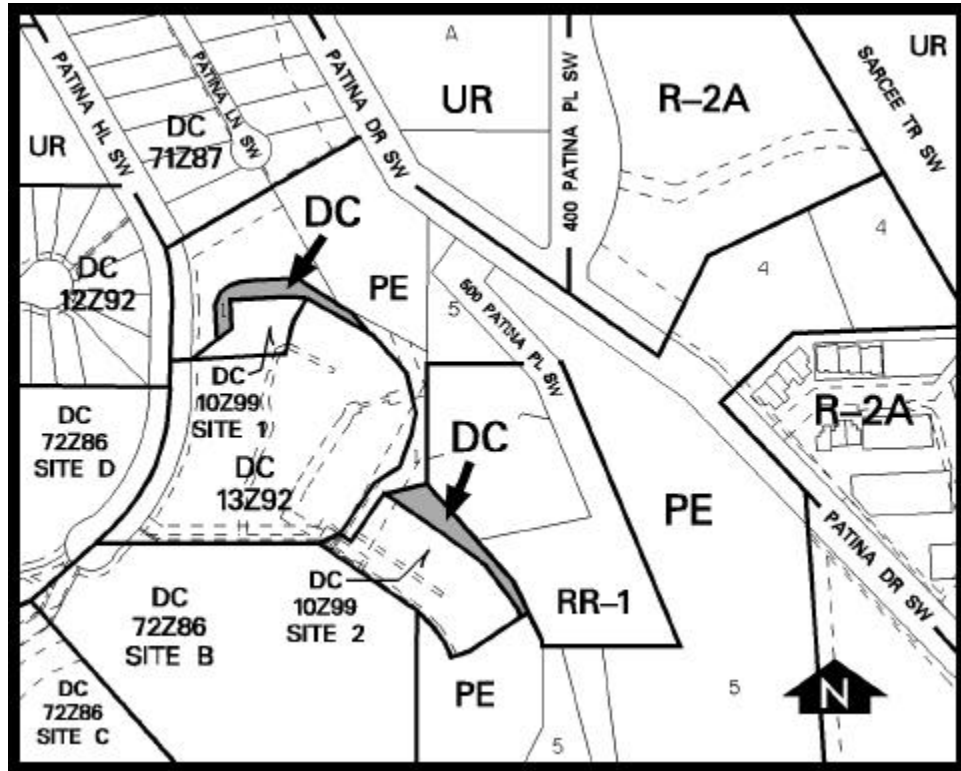 PATINA HL SW
PATINA LN SW
PATINA DR SW
A
UR
400 PATINA PL SW
R-2A
SARCEE TR SW
UR
UR
DC
71Z87
DC
PE
4
4
DC
12Z92
1
5
500 PATINA PL SW
DC
10Z99
SITE 1
R-2A
DC
72Z86
SITE D
DC
13Z92
DC
1
PE
PATINA DR SW
DC
10Z99
SITE 2
RR-1
DC
72Z86
SITE B
DC
72Z86
SITE C
PE
5
5
N